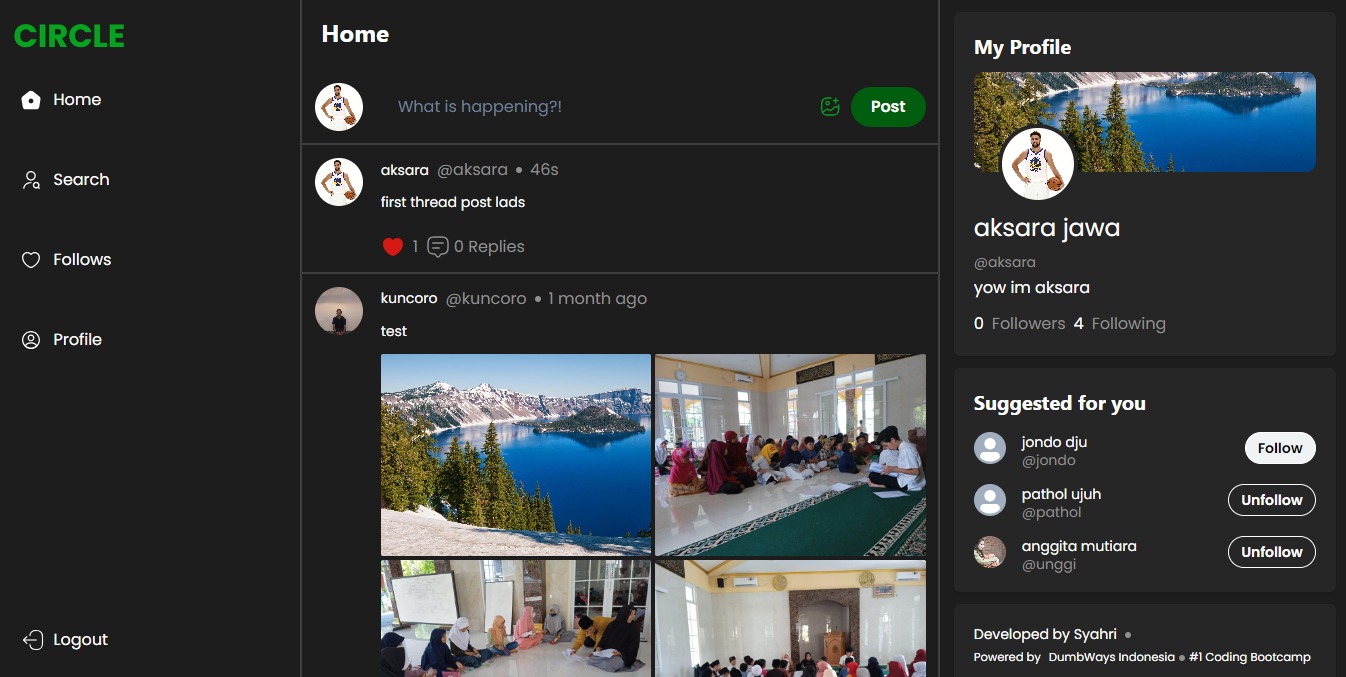 CIRCLE
Home
Search
Follows
Profile
Logout
Home
What is happening?!
Post
aksara @aksara • 46s
first thread post lads
1 0 Replies
kuncoro @kuncoro • 1 month ago
test
My Profile
aksara jawa
@aksara
yow im aksara
0 Followers 4 Following
Suggested for you
jondo dju
@jondo
Follow
pathol ujuh
@pathol
Unfollow
anggita mutiara
@unggi
Unfollow
Developed by Syahri •
Powered by DumbWays Indonesia • #1 Coding Bootcamp